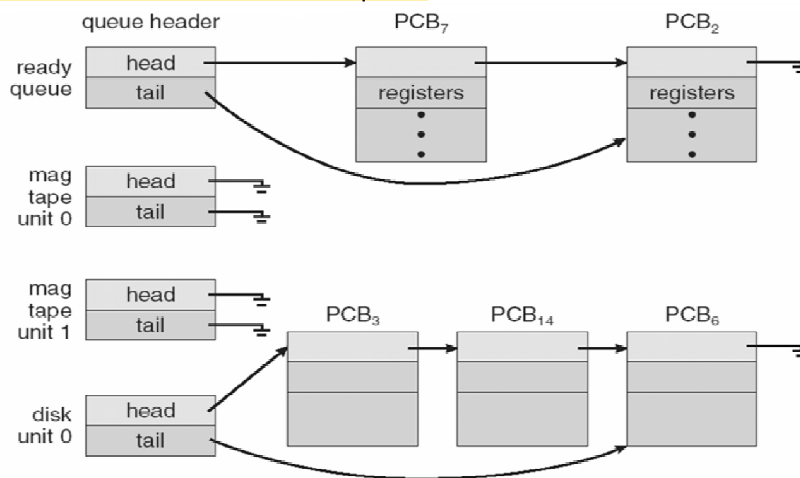 queue header
PCB₇
PCB₂
ready
queue
head
tail
registers
registers
mag
tape
unit 0
head
tail
mag
tape
unit 1
head
tail
PCB₃
PCB₁₄
PCB₆
disk
unit 0
head
tail